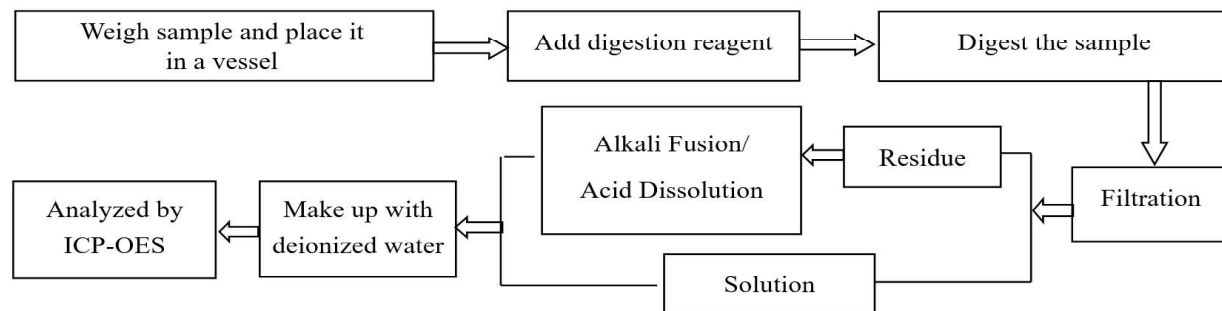 Weigh sample and place it
in a vessel
Add digestion reagent
Digest the sample
Filtration
Residue
Alkali Fusion/
Acid Dissolution
Solution
Make up with
deionized water
Analyzed by
ICP-OES